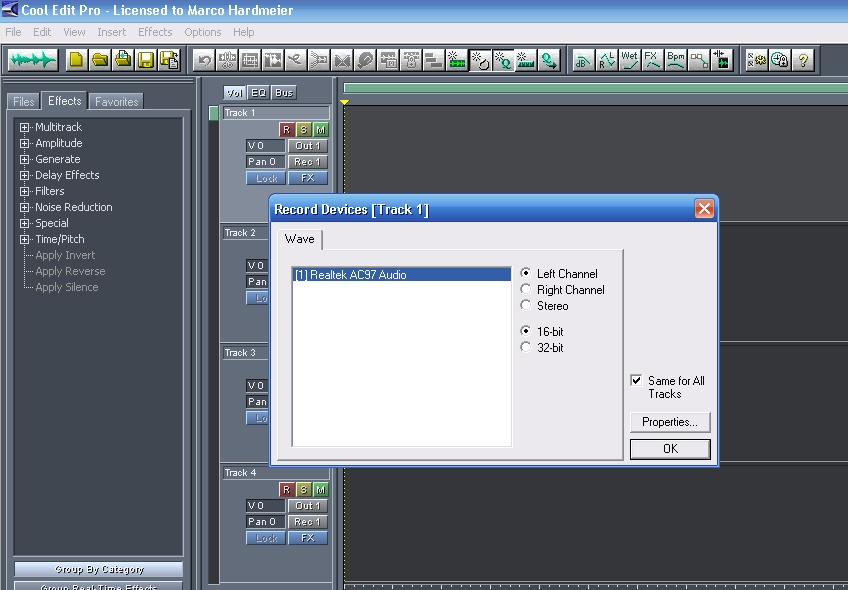 Cool Edit Pro - Licensed to Marco Hardmeier
File Edit View Insert Effects Options Help
dB R L Wet FX Bpm ?
Files Effects Favorites
Multitrack
Amplitude
Generate
Delay Effects
Filters
Noise Reduction
Special
Time/Pitch
Apply Invert
Apply Reverse
Apply Silence
Group By Category
Group Real-Time Effects
Vol EQ Bus
Track 1
R S M
V 0 Out 1
Pan 0 Rec 1
Lock FX
Track 2
V 0
Pan
Lo
Track 3
V 0
Pan
Lo
Track 4
R S M
V 0 Out 1
Pan 0 Rec 1
Lock FX
Record Devices [Track 1]
Wave
[1] Realtek AC97 Audio
Left Channel
Right Channel
Stereo
16-bit
32-bit
Same for All
Tracks
Properties...
OK